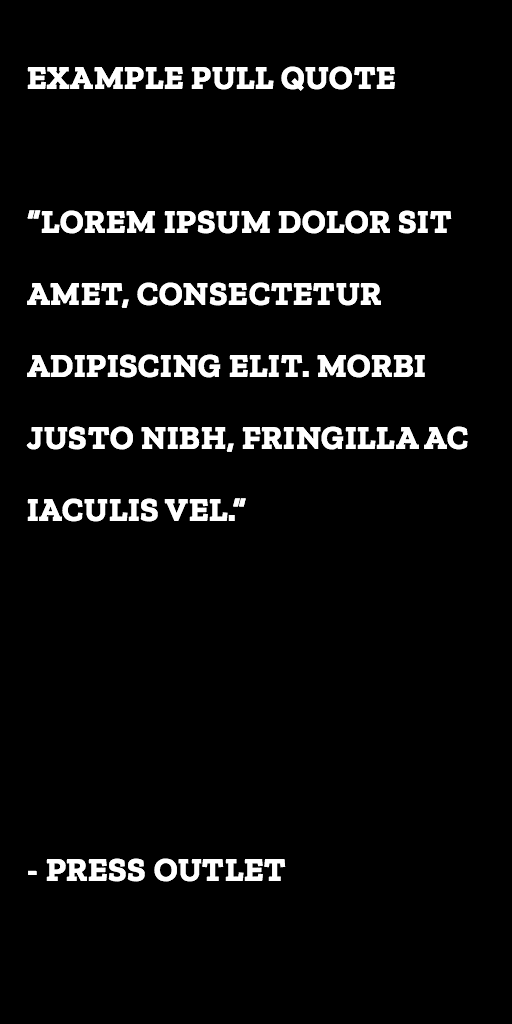 EXAMPLE PULL QUOTE
"LOREM IPSUM DOLOR SIT
AMET, CONSECTETUR
ADIPISCING ELIT. MORBI
JUSTO NIBH, FRINGILLA AC
IACULIS VEL."
- PRESS OUTLET